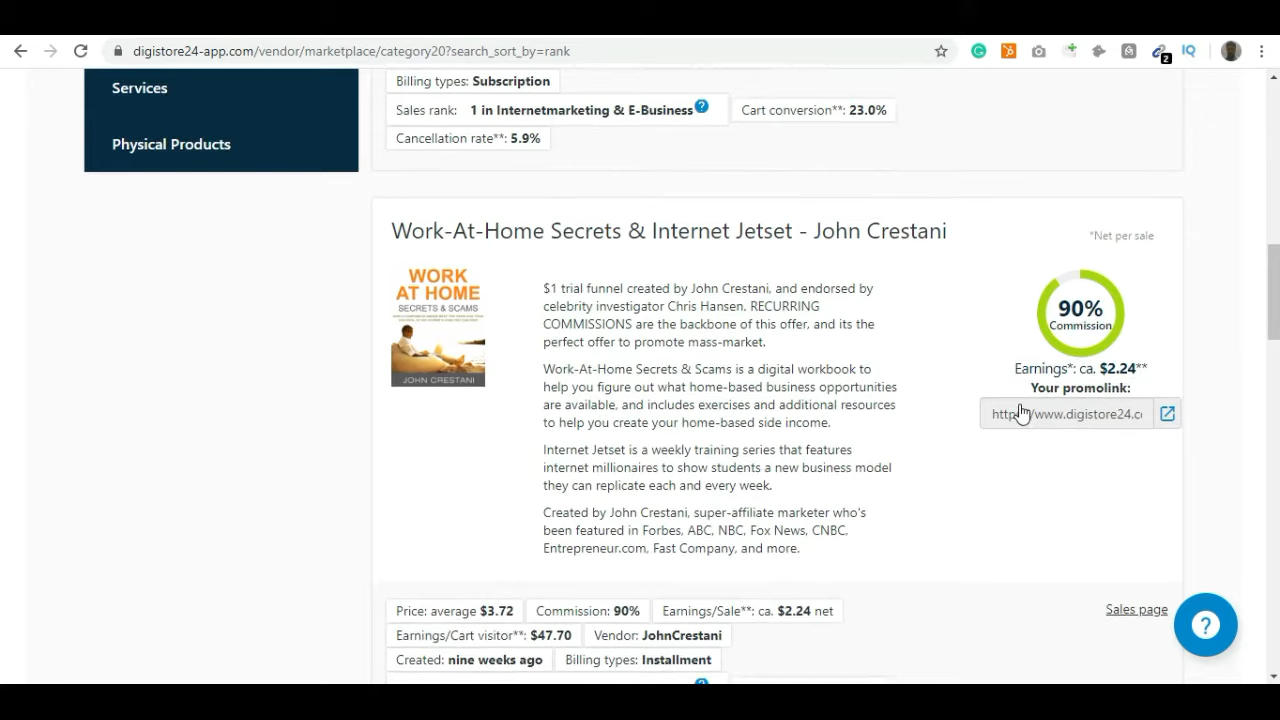 digistore24-app.com/vendor/marketplace/category20?search_sort_by=rank
2
IQ
Services
Physical Products
Billing types: Subscription
Sales rank: 1 in Internetmarketing & E-Business ?
Cart conversion**: 23.0%
Cancellation rate**: 5.9%
Work-At-Home Secrets & Internet Jetset - John Crestani
*Net per sale
WORK
AT HOME
SECRETS & SCAMS
JOHN CRESTANI
$1 trial funnel created by John Crestani, and endorsed by
celebrity investigator Chris Hansen. RECURRING
COMMISSIONS are the backbone of this offer, and its the
perfect offer to promote mass-market.
Work-At-Home Secrets & Scams is a digital workbook to
help you figure out what home-based business opportunities
are available, and includes exercises and additional resources
to help you create your home-based side income.
Internet Jetset is a weekly training series that features
internet millionaires to show students a new business model
they can replicate each and every week.
Created by John Crestani, super-affiliate marketer who's
been featured in Forbes, ABC, NBC, Fox News, CNBC,
Entrepreneur.com, Fast Company, and more.
90%
Commission
Earnings*: ca. $2.24**
Your promolink:
http://www.digistore24.co
Price: average $3.72
Commission: 90%
Earnings/Sale**: ca. $2.24 net
Sales page
Earnings/Cart visitor**: $47.70
Vendor: JohnCrestani
Created: nine weeks ago
Billing types: Installment
?